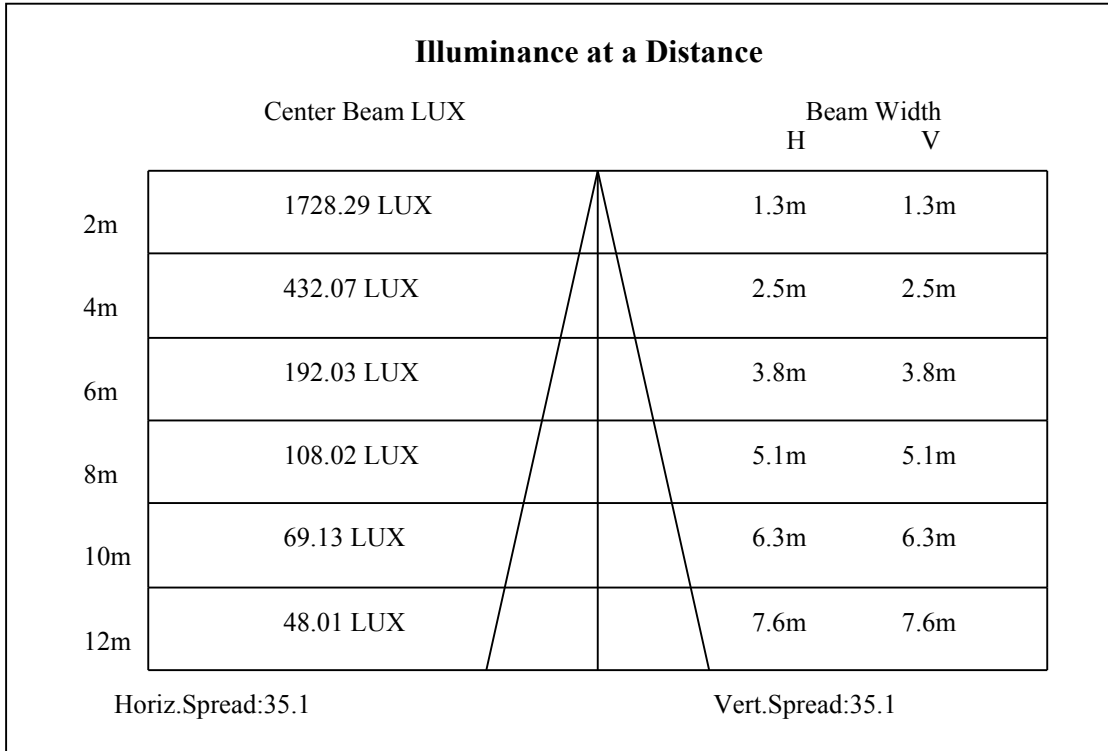 Illuminance at a Distance
Center Beam LUX Beam Width
H V
2m 1728.29 LUX 1.3m 1.3m
4m 432.07 LUX 2.5m 2.5m
6m 192.03 LUX 3.8m 3.8m
8m 108.02 LUX 5.1m 5.1m
10m 69.13 LUX 6.3m 6.3m
12m 48.01 LUX 7.6m 7.6m
Horiz.Spread:35.1 Vert.Spread:35.1